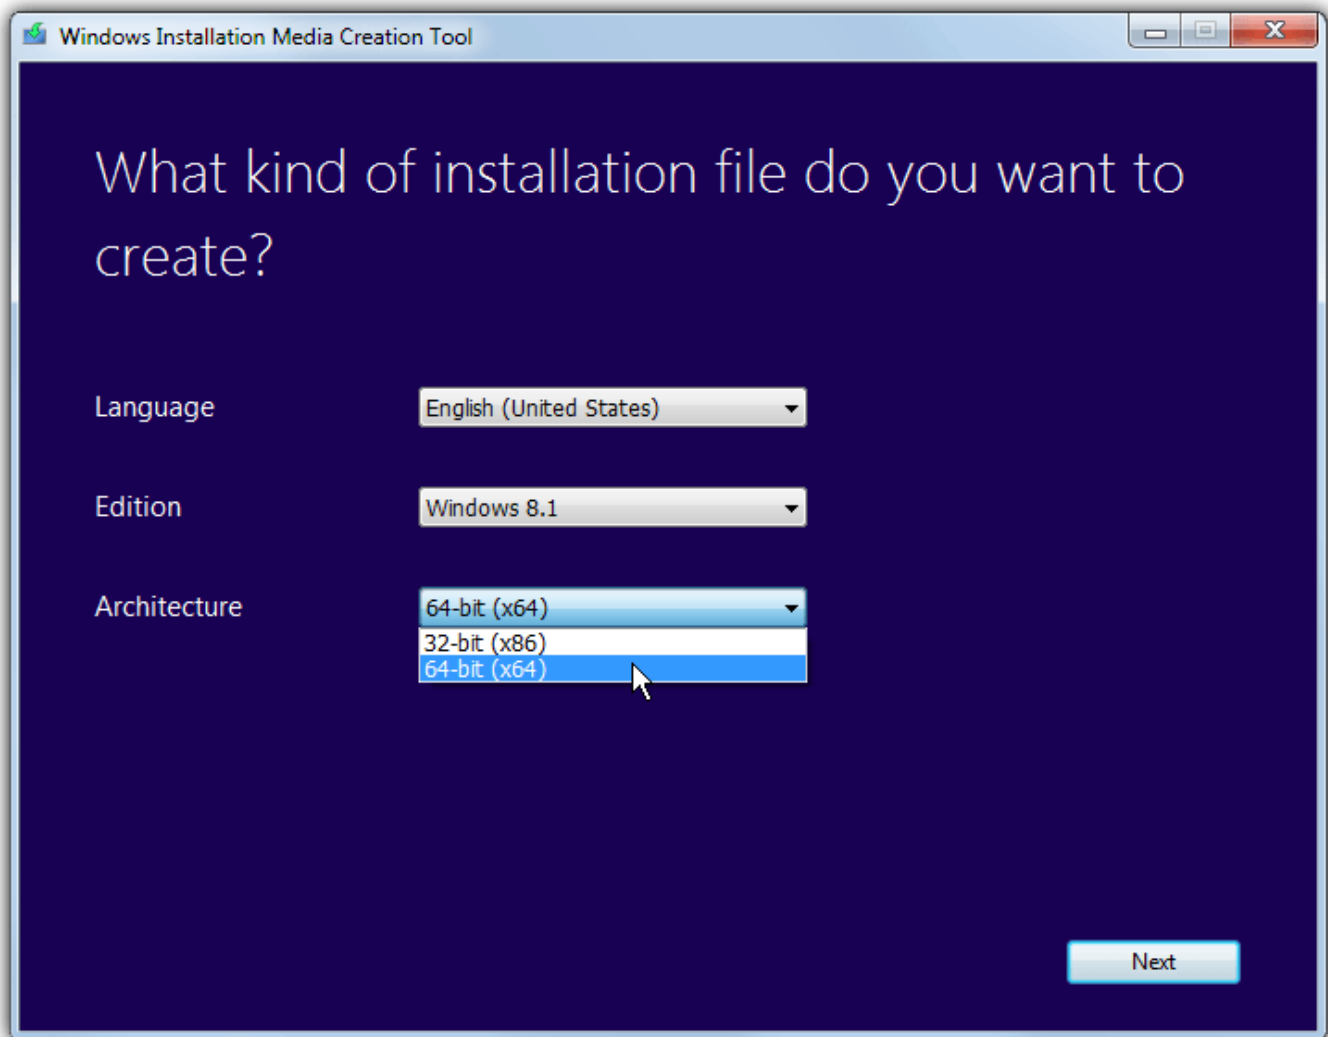 Windows Installation Media Creation Tool
What kind of installation file do you want to
create?
Language
English (United States)
Edition
Windows 8.1
Architecture
64-bit (x64)
32-bit (x86)
64-bit (x64)
Next